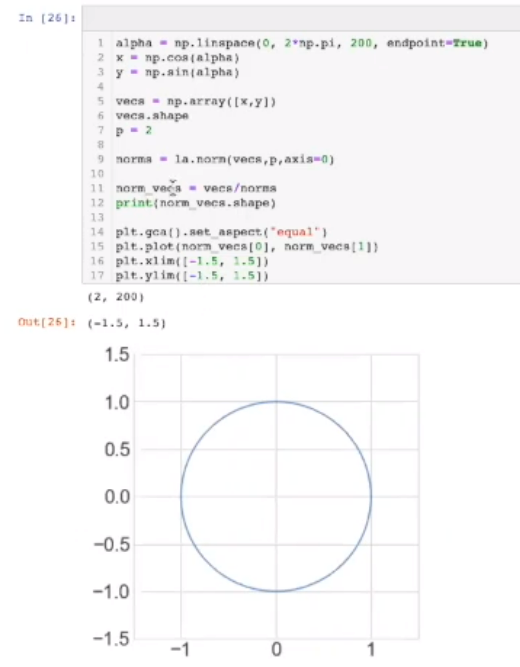 In [26]:
1 alpha = np.linspace(0, 2*np.pi, 200, endpoint=True)
2 x = np.cos(alpha)
3 y = np.sin(alpha)
4
5 vecs = np.array([x,y])
6 vecs.shape
7 p = 2
8
9 norms = la.norm(vecs,p,axis=0)
10
11 norm_vecs = vecs/norms
12 print(norm_vecs.shape)
13
14 plt.gca().set_aspect("equal")
15 plt.plot(norm_vecs[0], norm_vecs[1])
16 plt.xlim([-1.5, 1.5])
17 plt.ylim([-1.5, 1.5])
(2, 200)
Out[26]: (-1.5, 1.5)
1.5
1.0
0.5
0.0
−0.5
−1.0
−1.5
−1 0 1